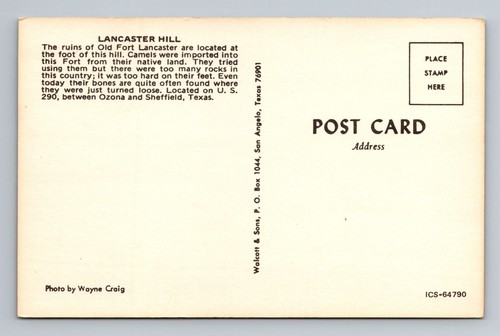 LANCASTER HILL
The ruins of Old Fort Lancaster are located at
the foot of this hill. Camels were imported into
this Fort from their native land. They tried
using them but there were too many rocks in
this country; it was too hard on their feet. Even
today their bones are quite often found where
they were just turned loose. Located on U. S.
290, between Ozona and Sheffield, Texas.
Photo by Wayne Craig
Walcott & Sons, P. O. Box 1044, San Angelo, Texas 76901
PLACE
STAMP
HERE
POST CARD
Address
ICS-64790